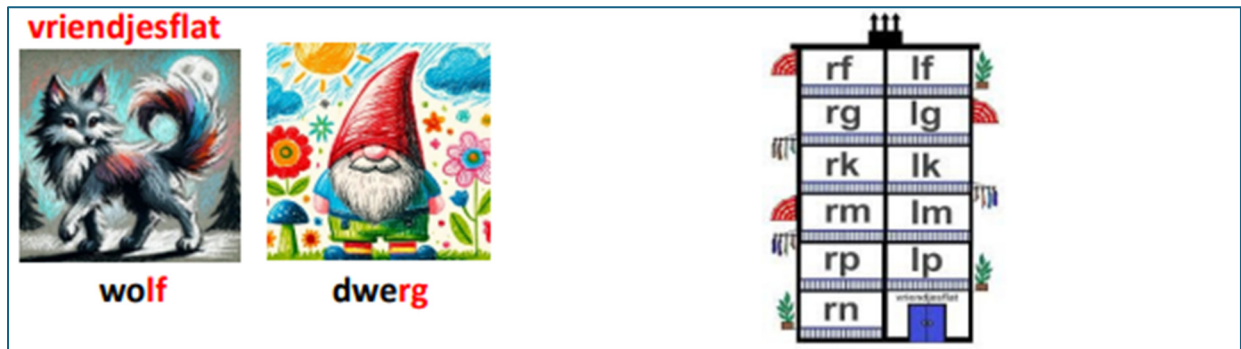 vriendjesflat
wolf
dwerg
rf lf
rg lg
rk lk
rm lm
rp lp
vriendjesflat
rn